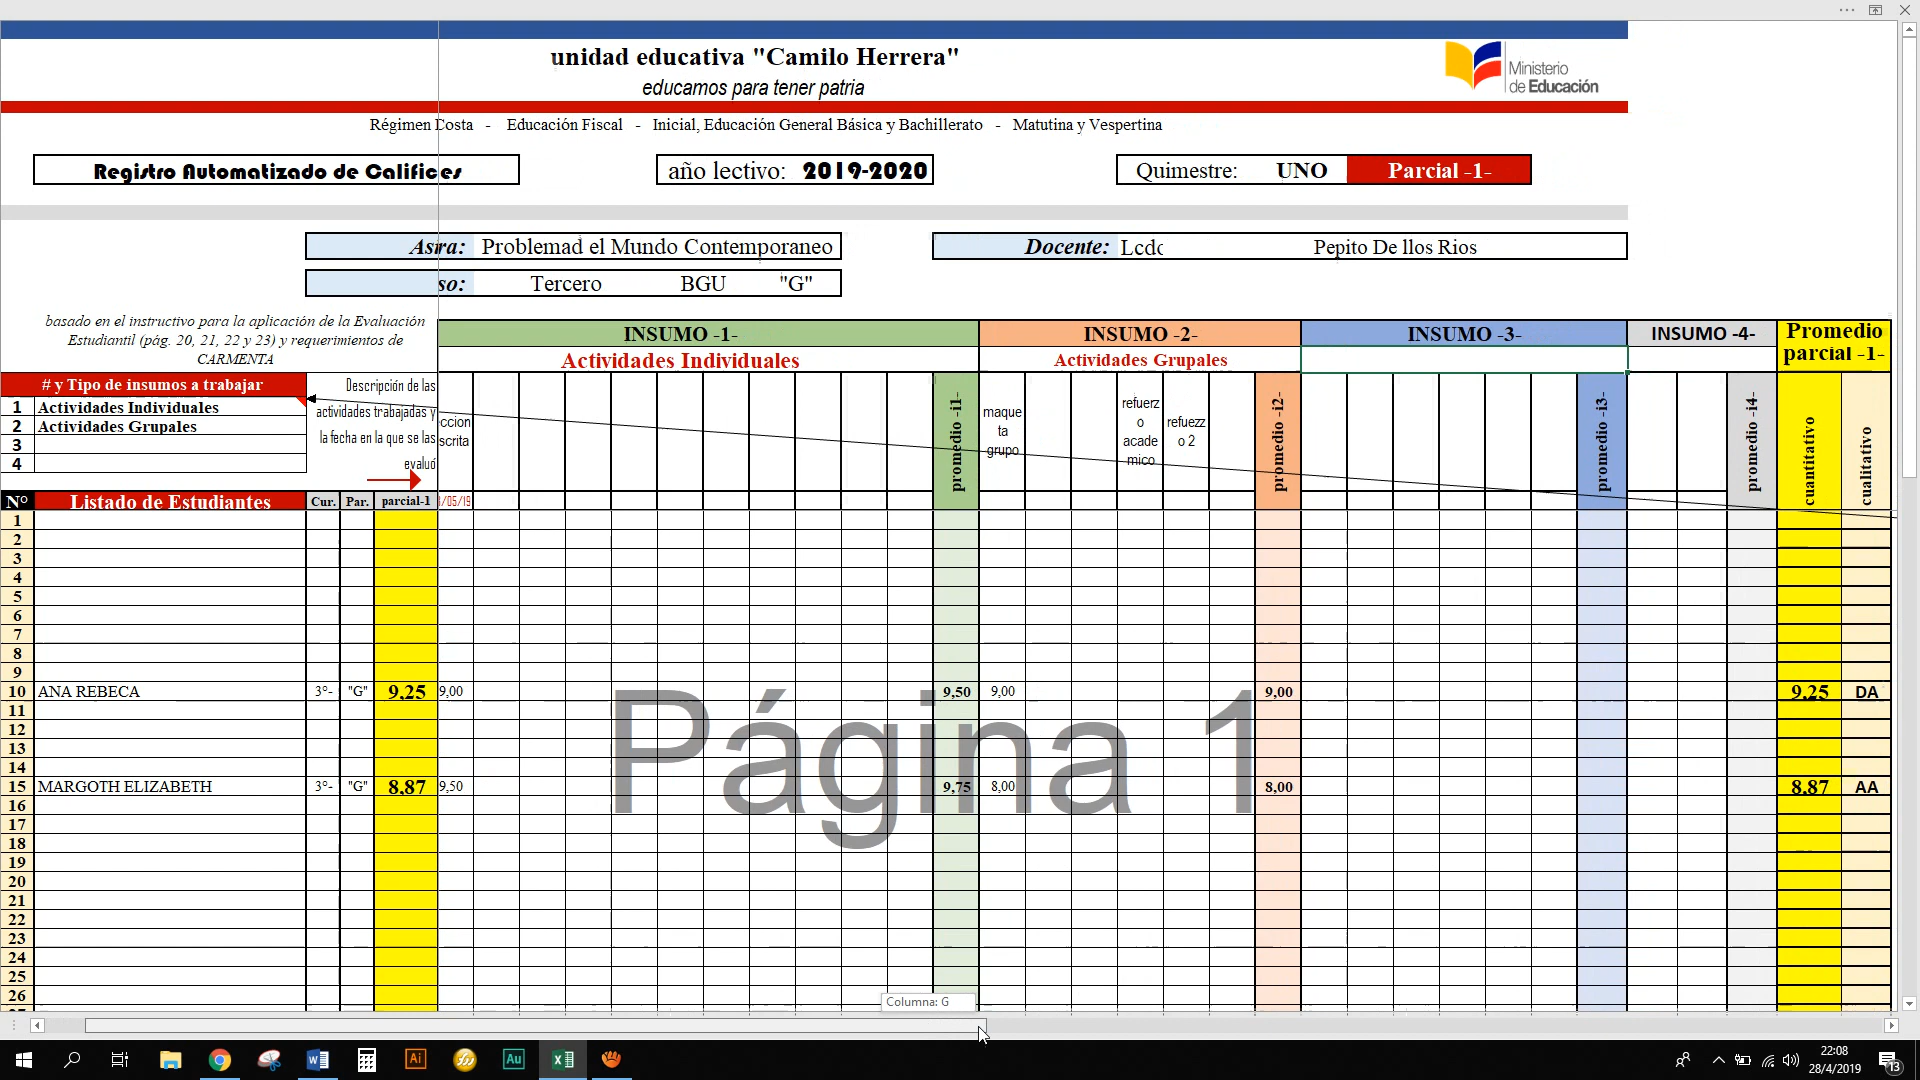 unidad educativa "Camilo Herrera"
educamos para tener patria
Ministerio
de Educación
Régimen Costa - Educación Fiscal - Inicial, Educación General Básica y Bachillerato - Matutina y Vespertina
Registro Automatizado de Califices
año lectivo: 2019-2020
Quimestre: UNO Parcial -1-
Asra: Problemad el Mundo Contemporaneo
Docente: Lcdc Pepito De llos Rios
so: Tercero BGU "G"
basado en el instructivo para la aplicación de la Evaluación
Estudiantil (pág. 20, 21, 22 y 23) y requerimientos de
CARMENTA
INSUMO -1- INSUMO -2- INSUMO -3- INSUMO -4- Promedio
parcial -1-
Actividades Individuales Actividades Grupales
# y Tipo de insumos a trabajar
1 Actividades Individuales
2 Actividades Grupales
3
4
Descripción de las
actividades trabajadas y
la fecha en la que se las
evaluó
ccion
scrita
promedio -i1-
maque
ta
grupo
refuerz
o
acade
mico
refuezz
o 2
promedio -i2-
promedio -i3-
promedio -i4-
cuantitativo
cualitativo
Nº Listado de Estudiantes Cur. Par. parcial-1 /05/19
1
2
3
4
5
6
7
8
9
10 ANA REBECA 3º- "G" 9,25 9,00 9,50 9,00 9,00 9,25 DA
11
12
13
14
15 MARGOTH ELIZABETH 3º- "G" 8,87 9,50 9,75 8,00 8,00 8,87 AA
16
17
18
19
20
21
22
23
24
25
26
Página 1
Columna: G
Ai
Au
22:08
28/4/2019
13